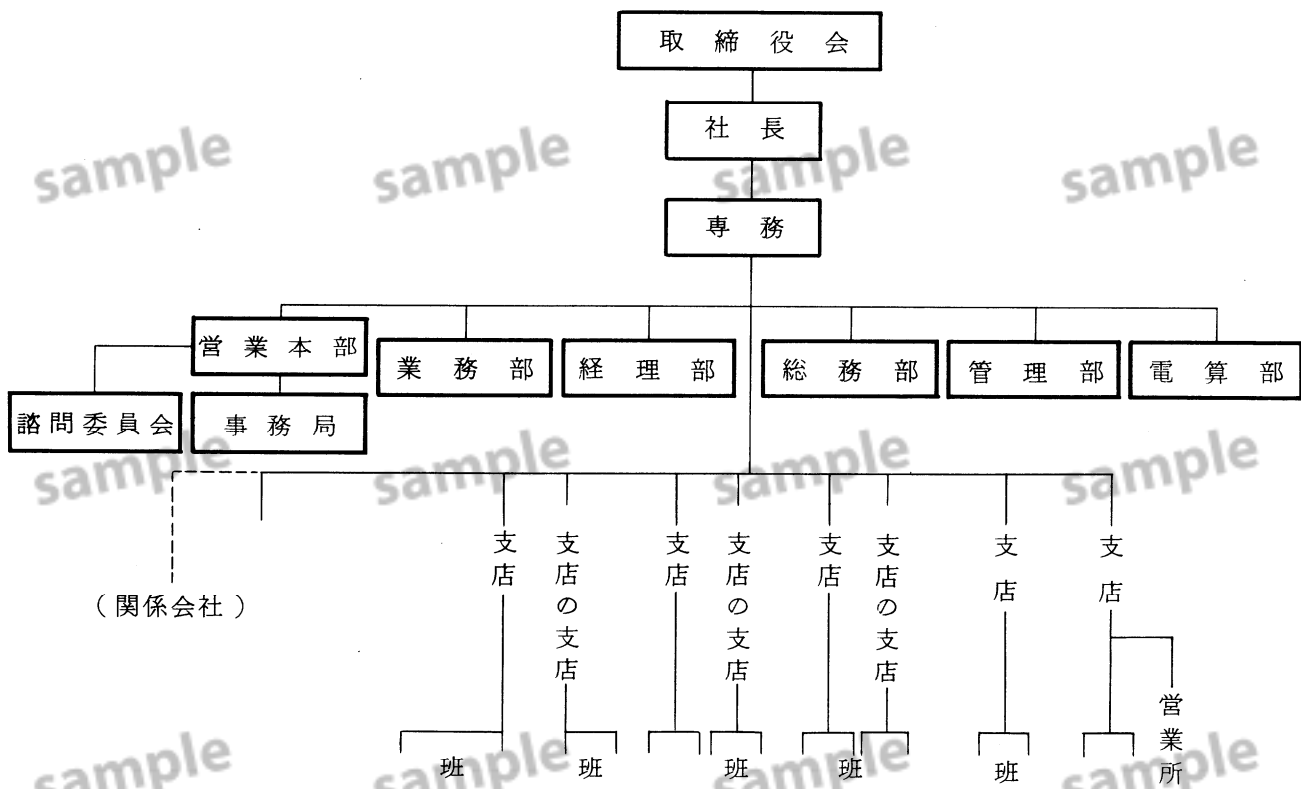 取締役会
sample sample sample sample
社長
専務
営業本部
業務部
経理部
総務部
管理部
電算部
諮問委員会
事務局
sample sample sample sample
(関係会社)
支店
支店の支店
支店
支店の支店
支店
支店の支店
支店
支店
営業所
班
班
班
班
班
sample sample sample sample